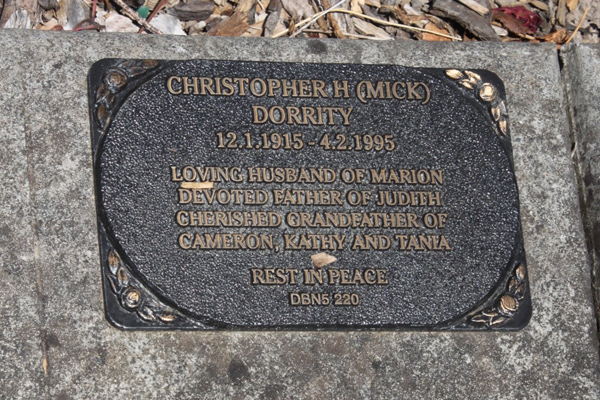 CHRISTOPHER H (MICK)
DORRITY
12.1.1915 - 4.2.1995
LOVING HUSBAND OF MARION
DEVOTED FATHER OF JUDITH
CHERISHED GRANDFATHER OF
CAMERON, KATHY AND TANIA
REST IN PEACE
DBN5 220